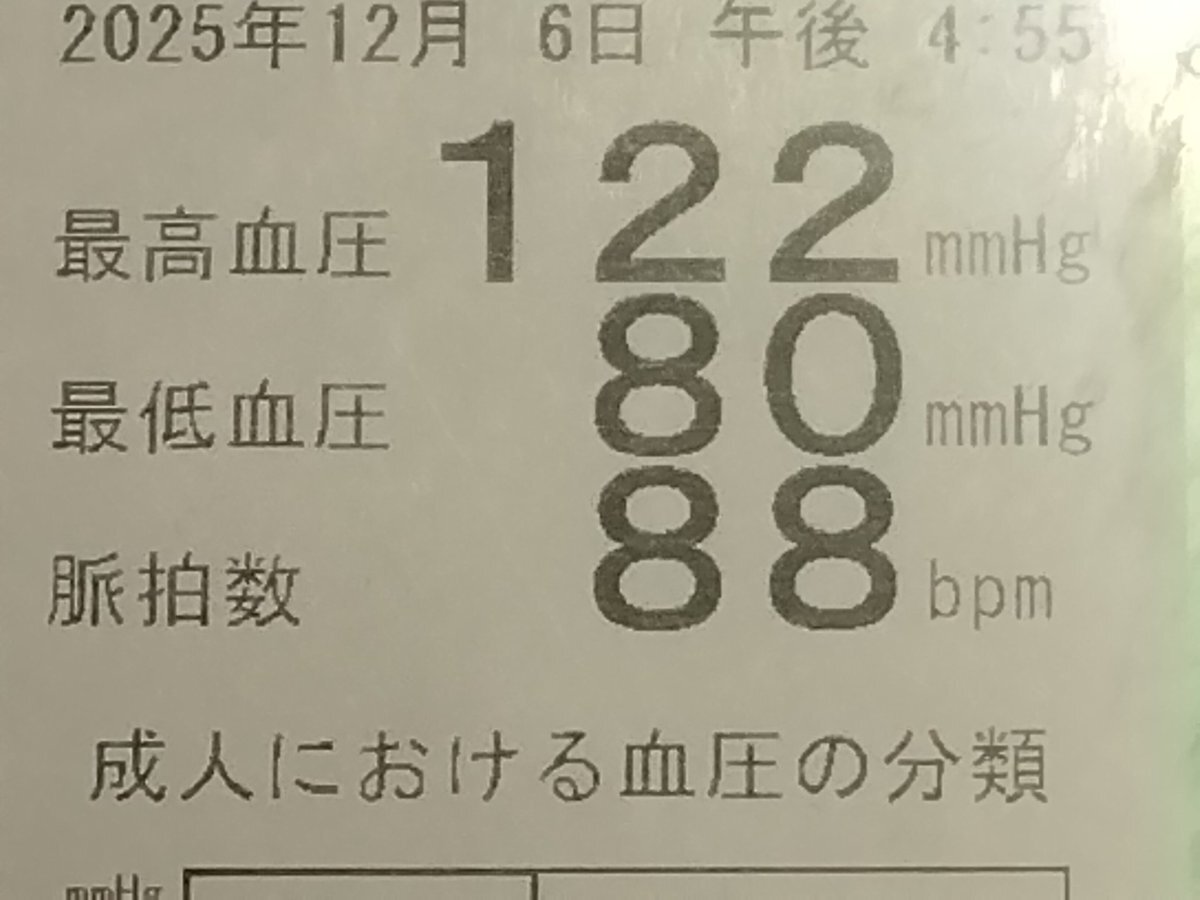 2025年12月 6日 午後 4:55
最高血圧 122 mmHg
最低血圧 80 mmHg
脈拍数 88 bpm
成人における血圧の分類
mmHg